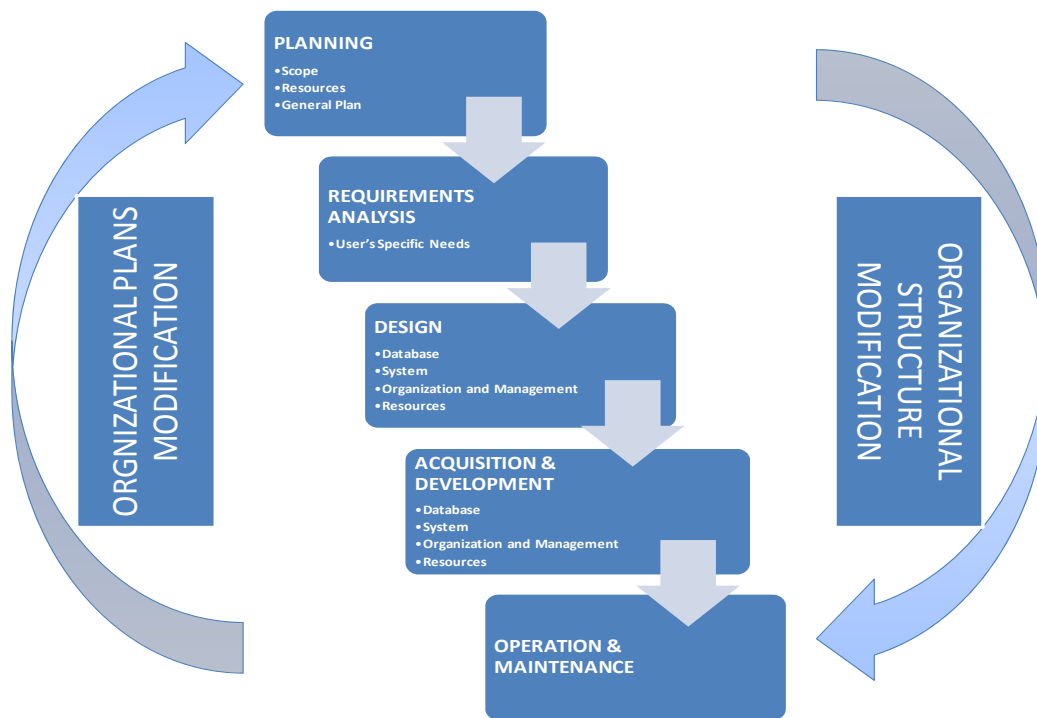 PLANNING
•Scope
•Resources
•General Plan
REQUIREMENTS
ANALYSIS
•User's Specific Needs
DESIGN
•Database
•System
•Organization and Management
•Resources
ACQUISITION &
DEVELOPMENT
•Database
•System
•Organization and Management
•Resources
OPERATION &
MAINTENANCE
ORGNIZATIONAL PLANS
MODIFICATION
ORGANIZATIONAL
STRUCTURE
MODIFICATION